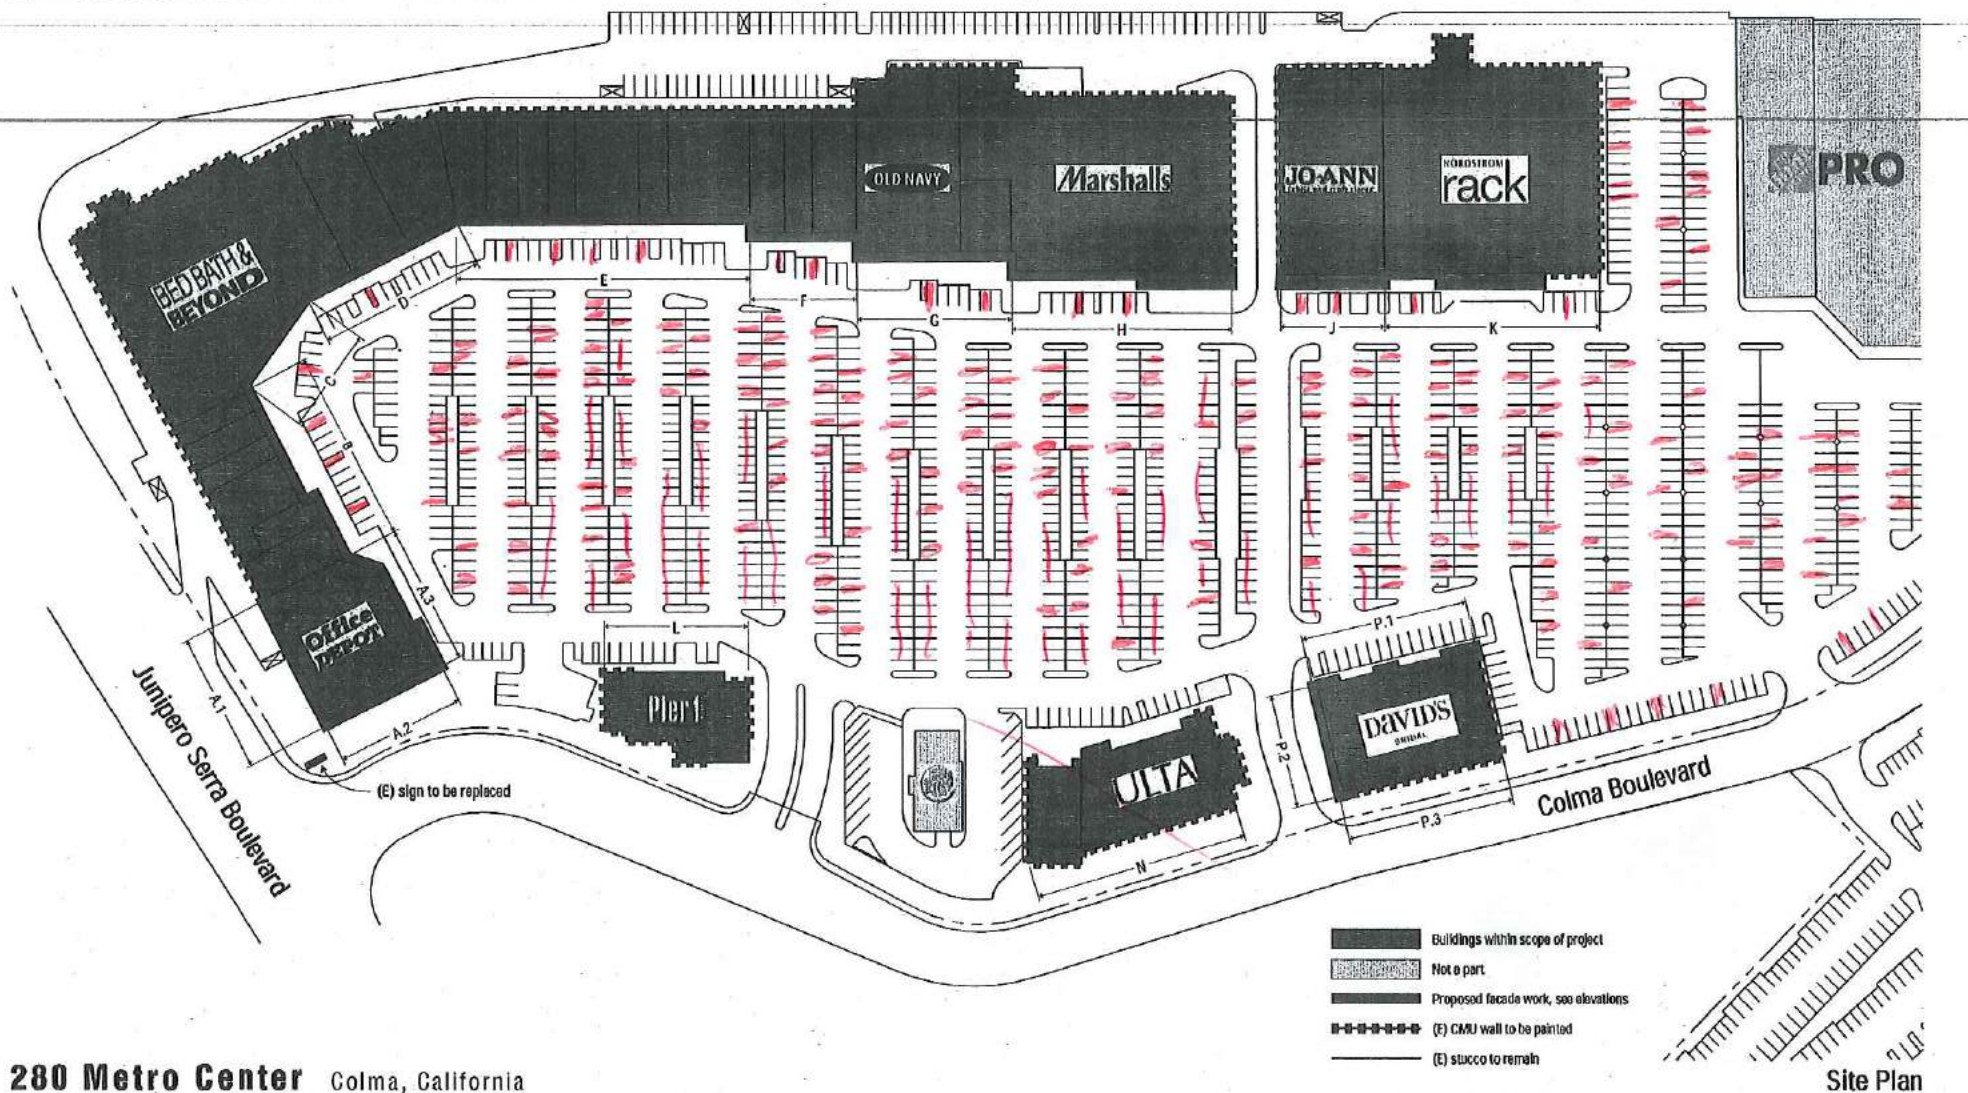 OLD NAVY
Marshalls
JO-ANN
NORDSTROM
rack
PRO
BED BATH &
BEYOND
D
E
F
G
H
J
K
C
B
A.3
Office
DEPOT
L
P.1
A.1
A.2
Pier 1
DAVID'S
BRIDAL
P.2
ULTA
P.3
N
(E) sign to be replaced
Junipero Serra Boulevard
Colma Boulevard
Buildings within scope of project
Not a part
Proposed facade work, see elevations
(E) CMU wall to be painted
(E) stucco to remain
280 Metro Center Colma, California
Site Plan